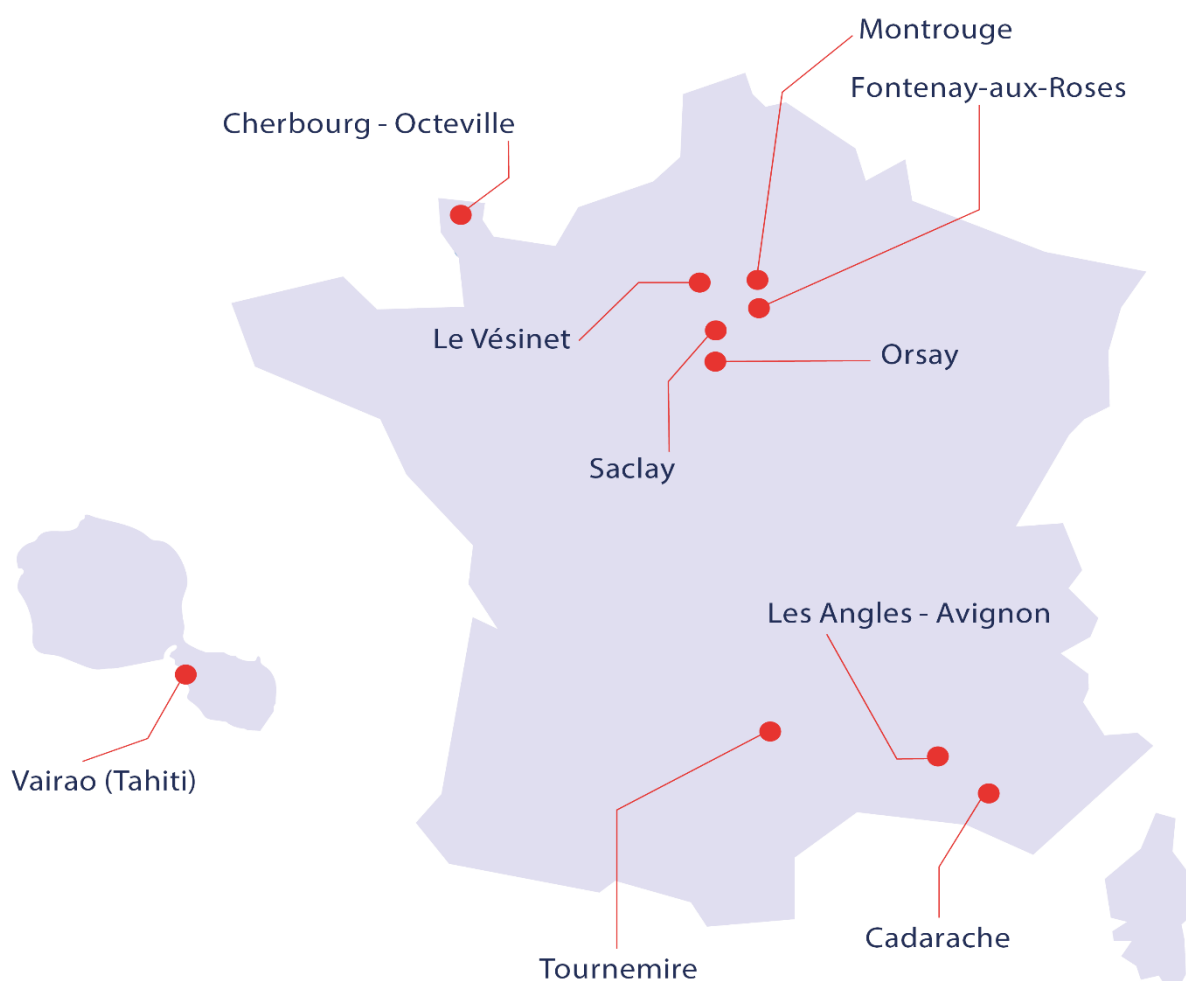 Montrouge
Fontenay-aux-Roses
Cherbourg - Octeville
Le Vésinet
Orsay
Saclay
Les Angles - Avignon
Vairao (Tahiti)
Cadarache
Tournemire